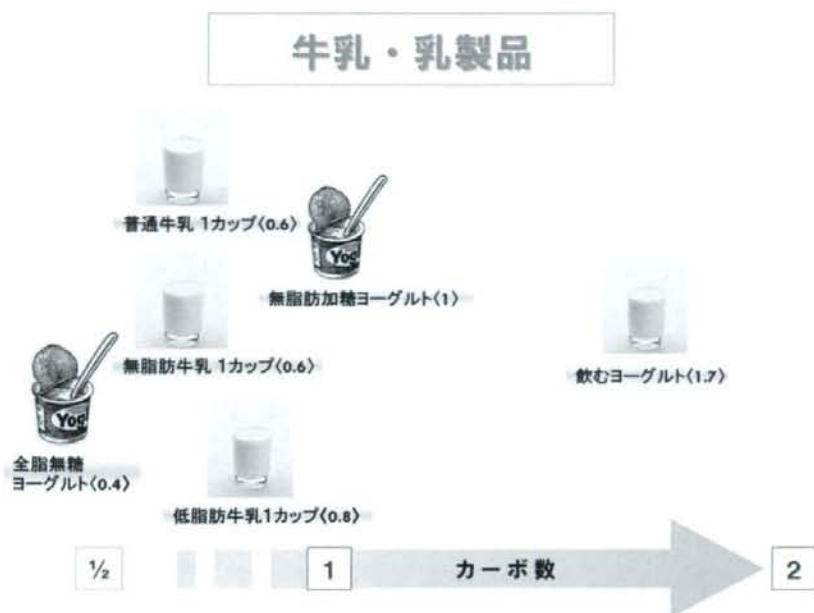 牛乳・乳製品
普通牛乳 1カップ〈0.6〉
無脂肪加糖ヨーグルト〈1〉
無脂肪牛乳 1カップ〈0.6〉
飲むヨーグルト〈1.7〉
全脂無糖
ヨーグルト〈0.4〉
低脂肪牛乳1カップ〈0.8〉
½
1
カーボ数
2